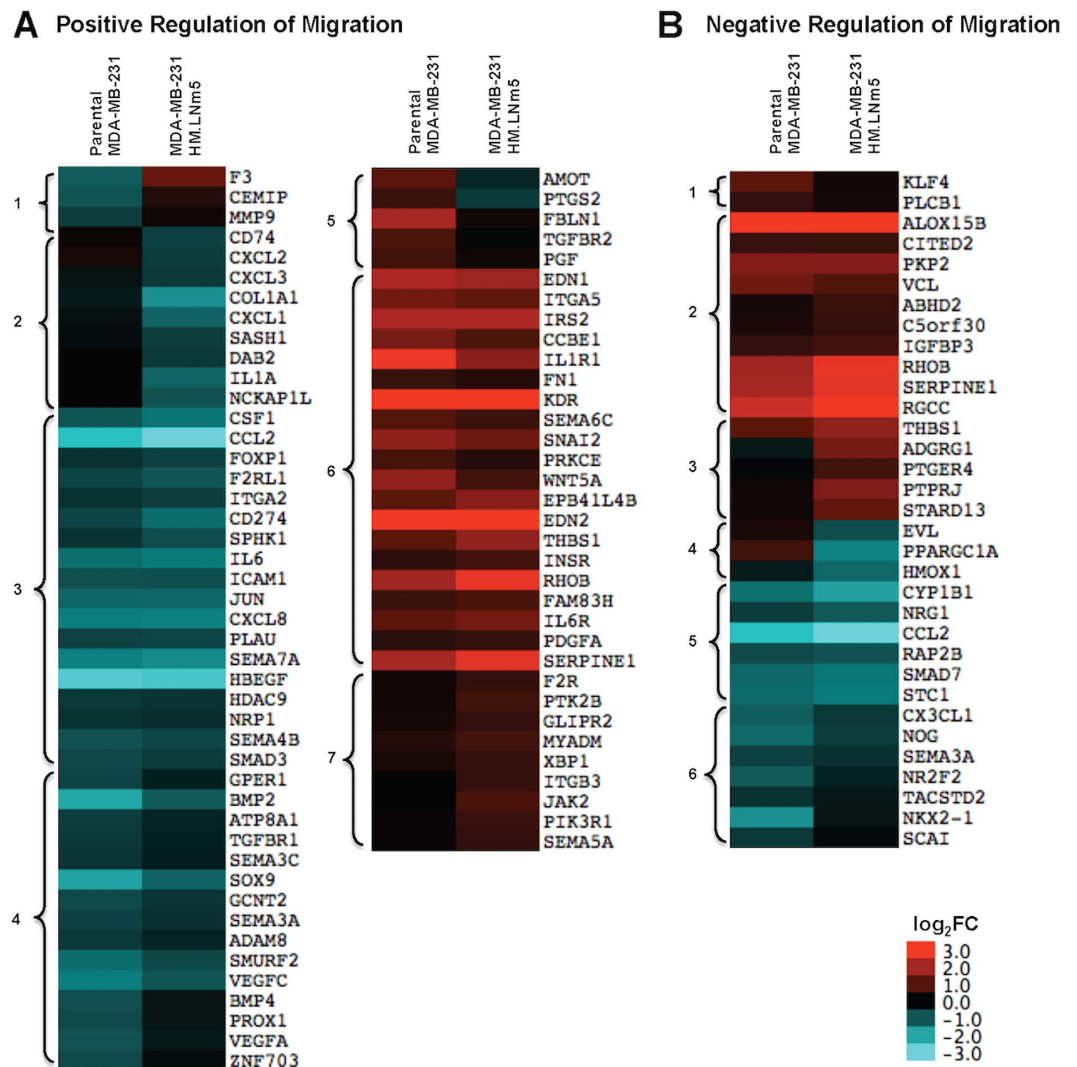 A Positive Regulation of Migration
Parental
MDA-MB-231
MDA-MB-231
HM.LNm5
1
F3
CEMIP
MMP9
2
CD74
CXCL2
CXCL3
COL1A1
CXCL1
SASH1
DAB2
IL1A
NCKAP1L
3
CSF1
CCL2
FOXP1
F2RL1
ITGA2
CD274
SPHK1
IL6
ICAM1
JUN
CXCL8
PLAU
SEMA7A
HBEGF
HDAC9
NRP1
SEMA4B
SMAD3
4
GPER1
BMP2
ATP8A1
TGFBR1
SEMA3C
SOX9
GCNT2
SEMA3A
ADAM8
SMURF2
VEGFC
BMP4
PROX1
VEGFA
ZNF703
Parental
MDA-MB-231
MDA-MB-231
HM.LNm5
5
AMOT
PTGS2
FBLN1
TGFBR2
PGF
6
EDN1
ITGA5
IRS2
CCBE1
IL1R1
FN1
KDR
SEMA6C
SNAI2
PRKCE
WNT5A
EPB41L4B
EDN2
THBS1
INSR
RHOB
FAM83H
IL6R
PDGFA
SERPINE1
7
F2R
PTK2B
GLIPR2
MYADM
XBP1
ITGB3
JAK2
PIK3R1
SEMA5A
B Negative Regulation of Migration
Parental
MDA-MB-231
MDA-MB-231
HM.LNm5
1
KLF4
PLCB1
2
ALOX15B
CITED2
PKP2
VCL
ABHD2
C5orf30
IGFBP3
RHOB
SERPINE1
RGCC
3
THBS1
ADGRG1
PTGER4
PTPRJ
STARD13
4
EVL
PPARGC1A
HMOX1
5
CYP1B1
NRG1
CCL2
RAP2B
SMAD7
STC1
6
CX3CL1
NOG
SEMA3A
NR2F2
TACSTD2
NKX2-1
SCAI
log2FC
3.0
2.0
1.0
0.0
-1.0
-2.0
-3.0